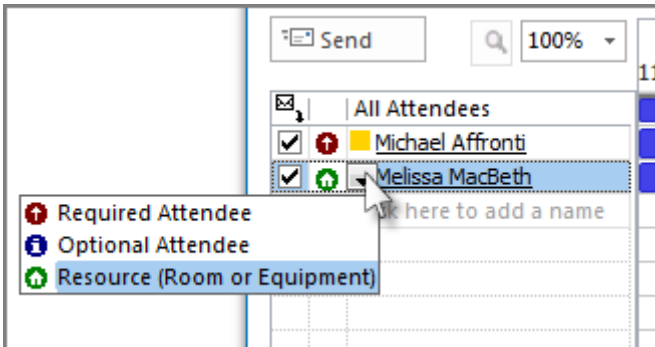 Send
100%
11
All Attendees
Michael Affronti
Melissa MacBeth
here to add a name
Required Attendee
Optional Attendee
Resource (Room or Equipment)